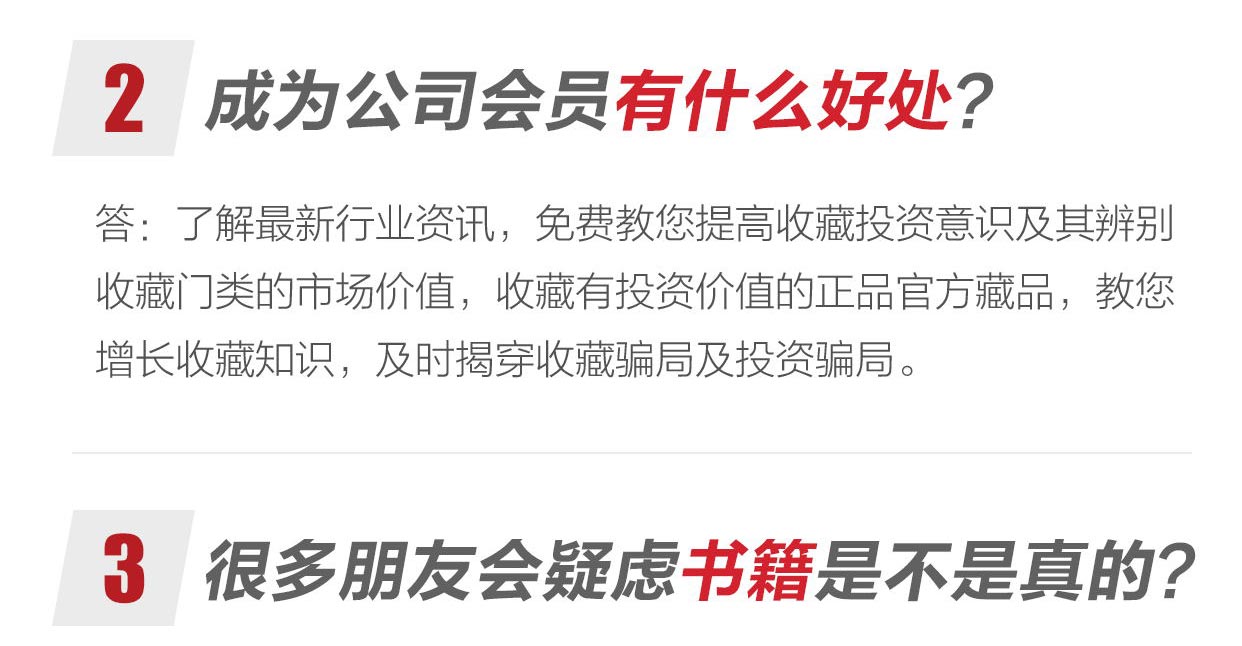 2 成为公司会员有什么好处?
答：了解最新行业资讯，免费教您提高收藏投资意识及其辨别
收藏门类的市场价值，收藏有投资价值的正品官方藏品，教您
增长收藏知识，及时揭穿收藏骗局及投资骗局。
3 很多朋友会疑虑书籍是不是真的?